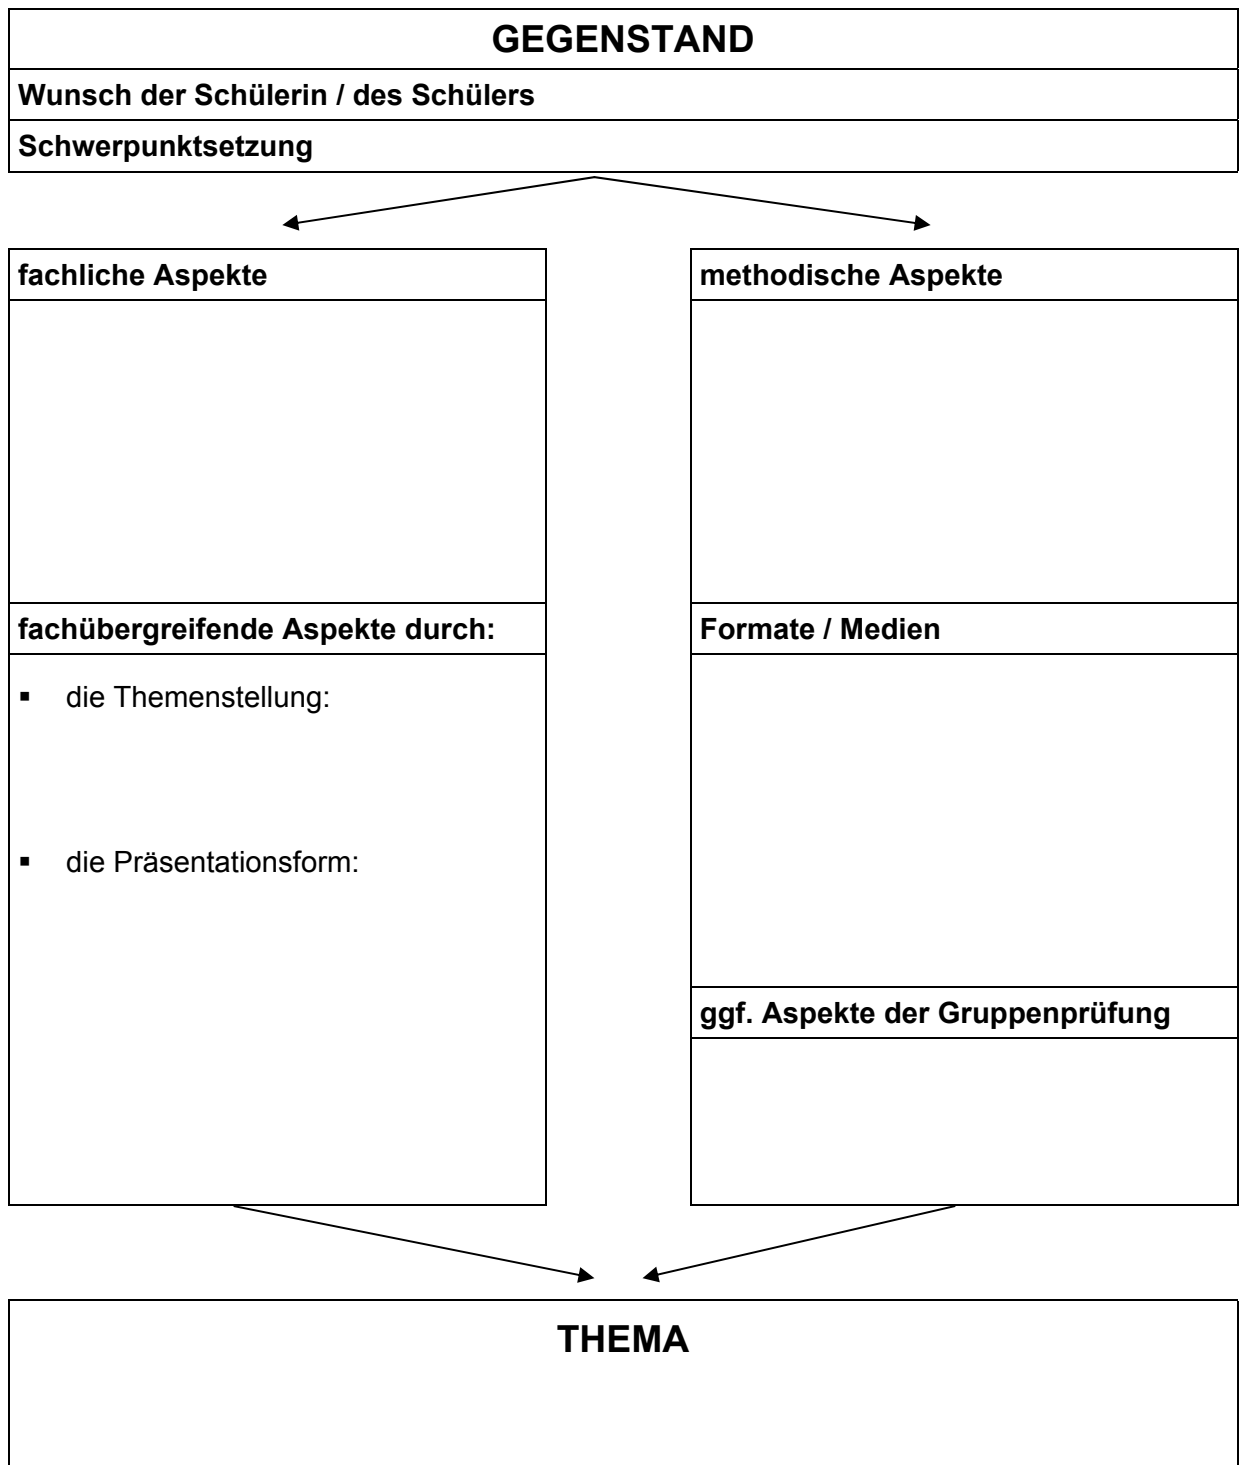 GEGENSTAND
Wunsch der Schülerin / des Schülers
Schwerpunktsetzung
fachliche Aspekte
fachübergreifende Aspekte durch:
▪ die Themenstellung:
▪ die Präsentationsform:
methodische Aspekte
Formate / Medien
ggf. Aspekte der Gruppenprüfung
THEMA